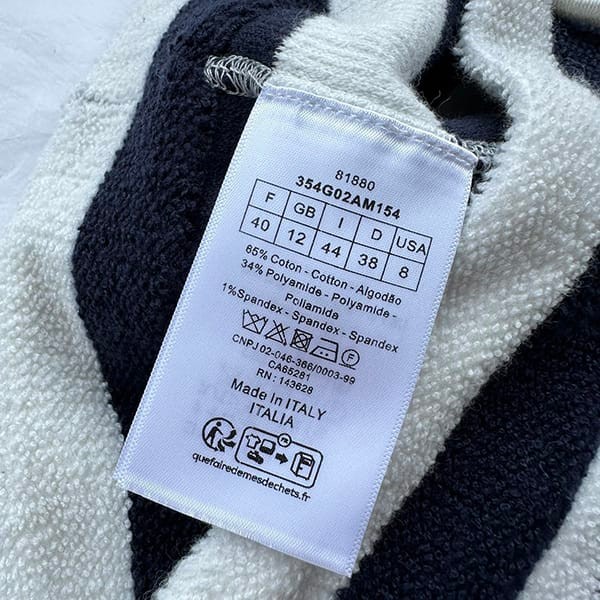 81880
354G02AM154
F GB I D USA
40 12 44 38 8
65% Coton - Cotton - Algodão
34% Polyamide - Polyamide -
Poliamida
1%Spandex - Spandex - Spandex
F
CNPJ 02-046-366/0003-99
CA65281
RN : 143628
Made in ITALY
ITALIA
FR
quefairedemesdechets.fr